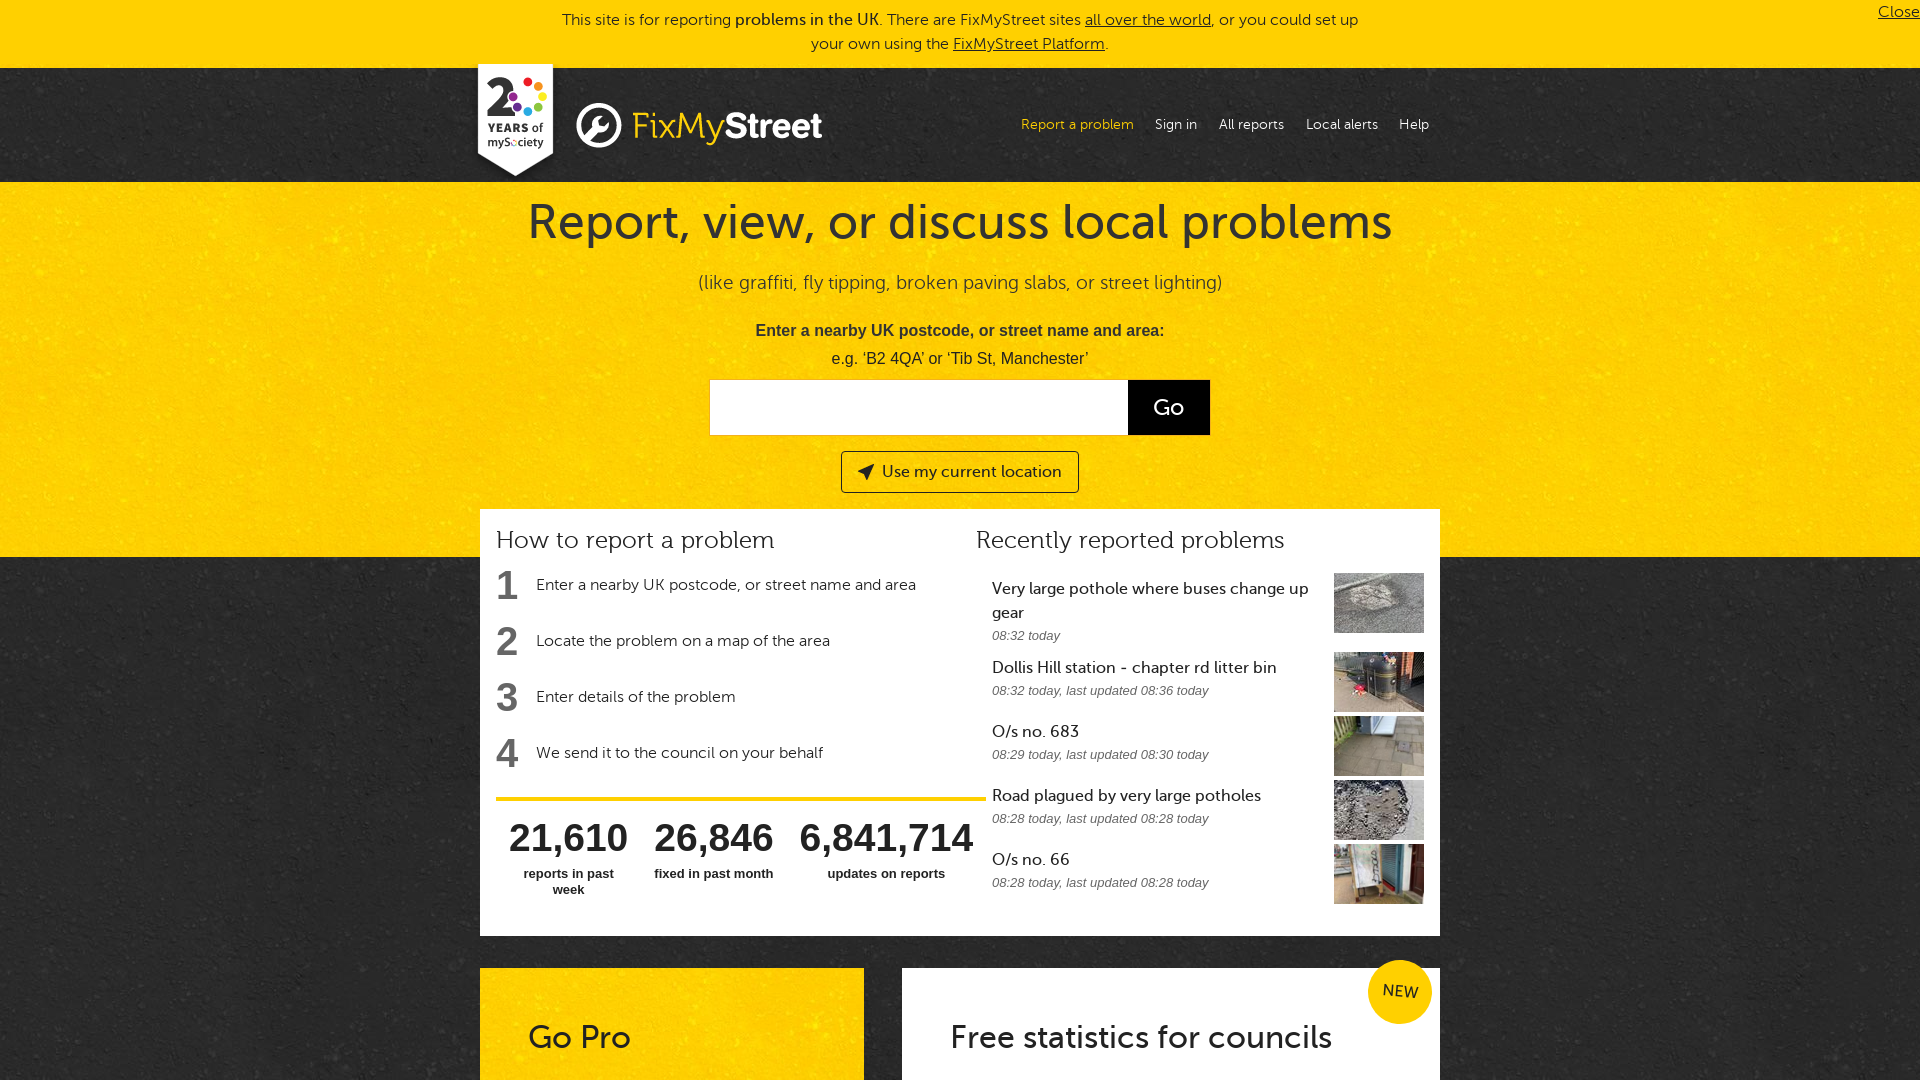 This site is for reporting problems in the UK. There are FixMyStreet sites all over the world, or you could set up
your own using the FixMyStreet Platform.
Close
20
YEARS of
mySociety
FixMyStreet
Report a problem
Sign in
All reports
Local alerts
Help
Report, view, or discuss local problems
(like graffiti, fly tipping, broken paving slabs, or street lighting)
Enter a nearby UK postcode, or street name and area:
e.g. ‘B2 4QA’ or ‘Tib St, Manchester’
Go
Use my current location
How to report a problem
1 Enter a nearby UK postcode, or street name and area
2 Locate the problem on a map of the area
3 Enter details of the problem
4 We send it to the council on your behalf
21,610
reports in past
week
26,846
fixed in past month
6,841,714
updates on reports
Recently reported problems
Very large pothole where buses change up
gear
08:32 today
Dollis Hill station - chapter rd litter bin
08:32 today, last updated 08:36 today
O/s no. 683
08:29 today, last updated 08:30 today
Road plagued by very large potholes
08:28 today, last updated 08:28 today
O/s no. 66
08:28 today, last updated 08:28 today
Go Pro
NEW
Free statistics for councils